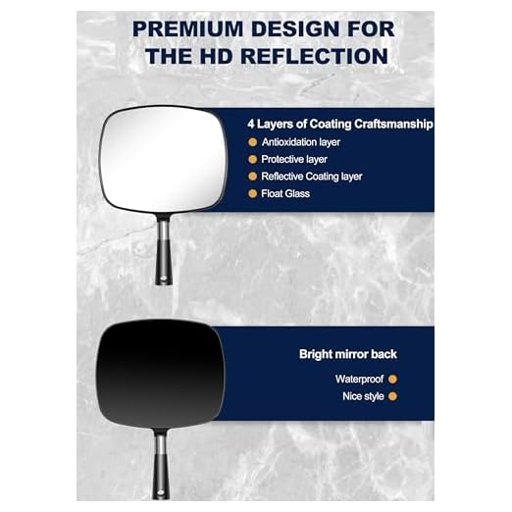 PREMIUM DESIGN FOR
THE HD REFLECTION
4 Layers of Coating Craftsmanship
Antioxidation layer
Protective layer
Reflective Coating layer
Float Glass
Bright mirror back
Waterproof
Nice style